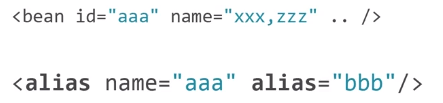 <bean id="aaa" name="xxx,zzz" .. />
<alias name="aaa" alias="bbb"/>